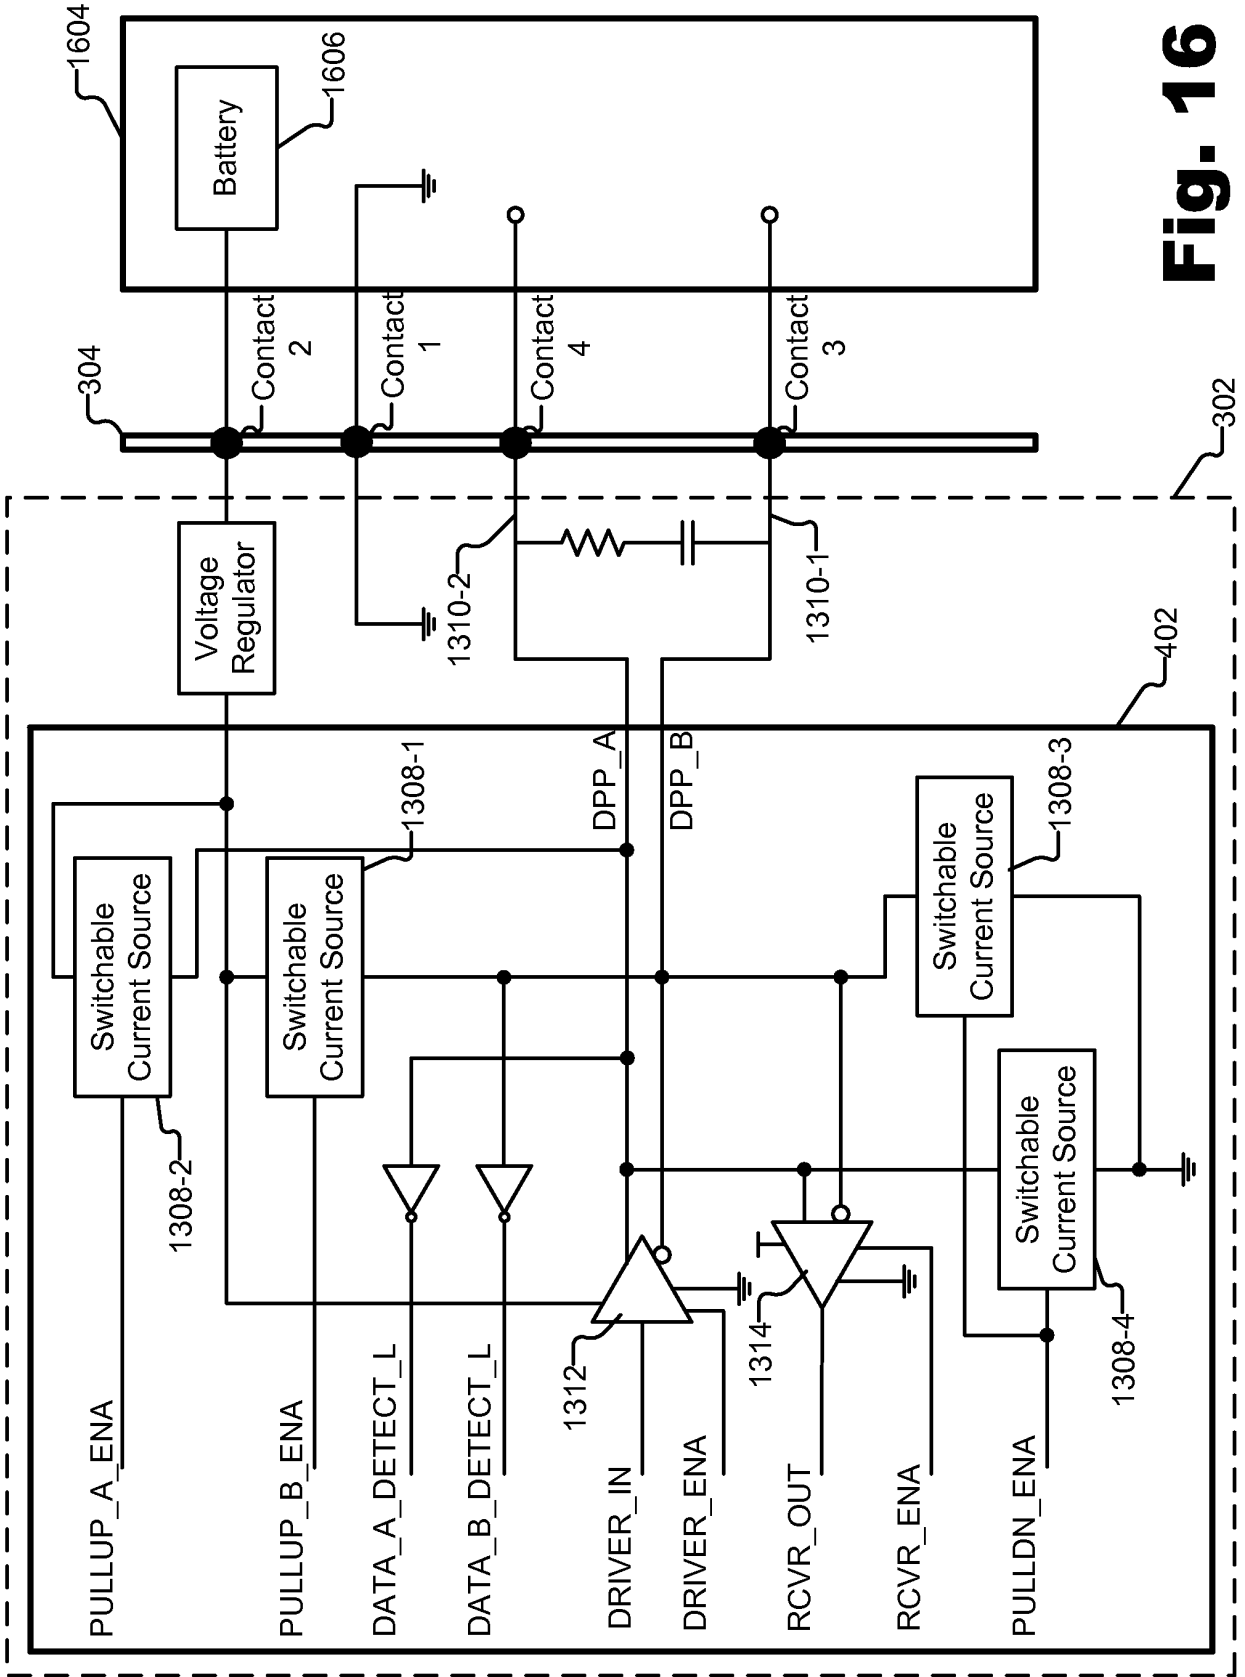 PULLUP_A_ENA
PULLUP_B_ENA
DATA_A_DETECT_L
DATA_B_DETECT_L
DRIVER_IN
DRIVER_ENA
RCVR_OUT
RCVR_ENA
PULLDN_ENA
1308-2
Switchable
Current Source
Switchable
Current Source
1308-1
1312
1314
1308-4
Switchable
Current Source
Switchable
Current Source
1308-3
DPP_A
DPP_B
402
Voltage
Regulator
1310-2
1310-1
302
304
Contact
2
Contact
1
Contact
4
Contact
3
1604
Battery
1606
Fig. 16